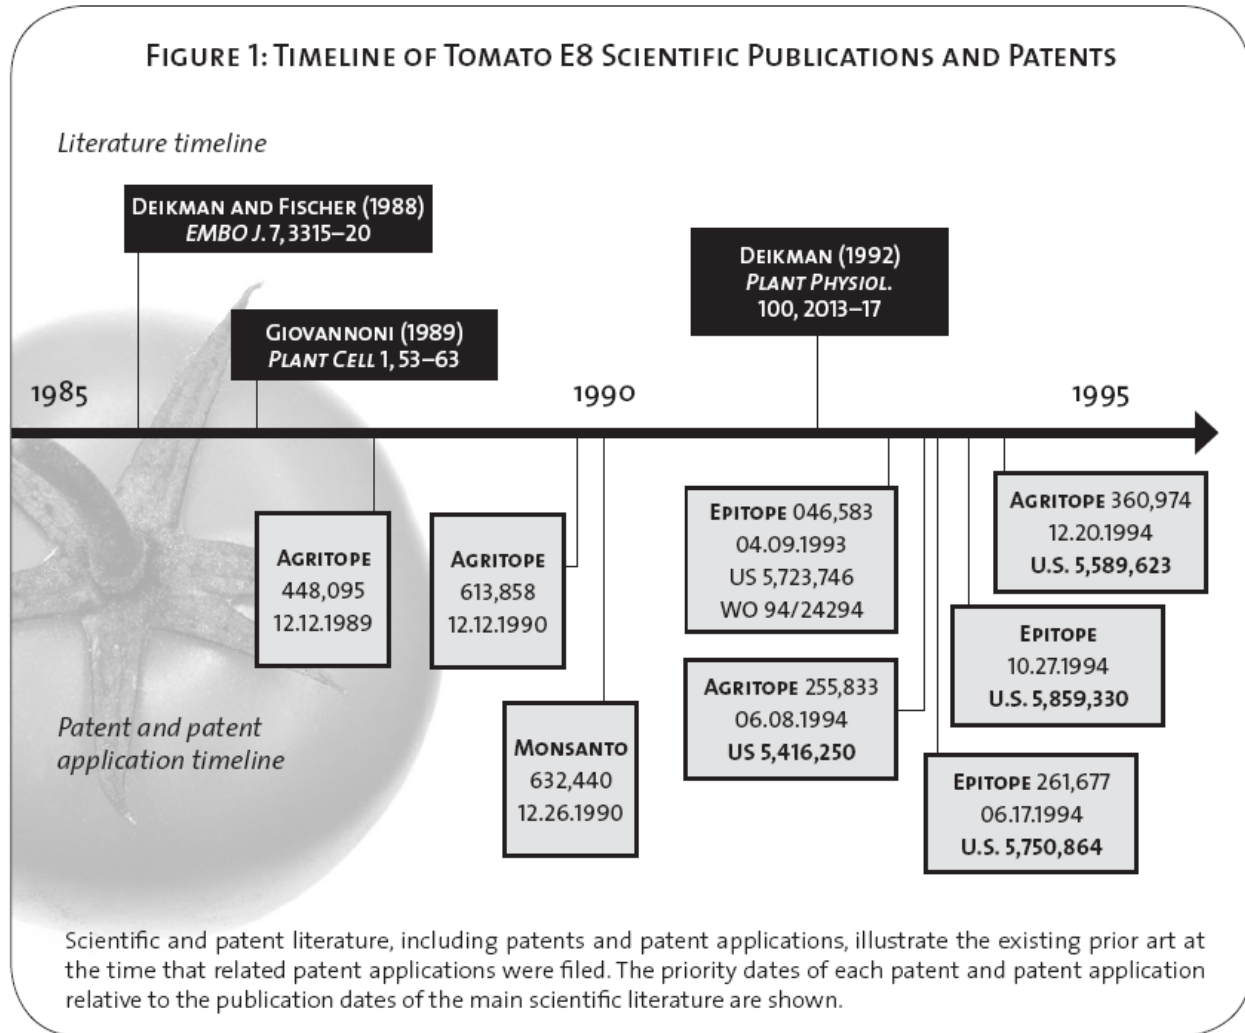 FIGURE 1: TIMELINE OF TOMATO E8 SCIENTIFIC PUBLICATIONS AND PATENTS
Literature timeline
DEIKMAN AND FISCHER (1988)
EMBO J. 7, 3315–20
DEIKMAN (1992)
PLANT PHYSIOL.
100, 2013–17
GIOVANNONI (1989)
PLANT CELL 1, 53–63
1985
1990
1995
AGRITOPE
448,095
12.12.1989
AGRITOPE
613,858
12.12.1990
MONSANTO
632,440
12.26.1990
EPITOPE 046,583
04.09.1993
US 5,723,746
WO 94/24294
AGRITOPE 255,833
06.08.1994
US 5,416,250
AGRITOPE 360,974
12.20.1994
U.S. 5,589,623
EPITOPE
10.27.1994
U.S. 5,859,330
EPITOPE 261,677
06.17.1994
U.S. 5,750,864
Patent and patent
application timeline
Scientific and patent literature, including patents and patent applications, illustrate the existing prior art at
the time that related patent applications were filed. The priority dates of each patent and patent application
relative to the publication dates of the main scientific literature are shown.